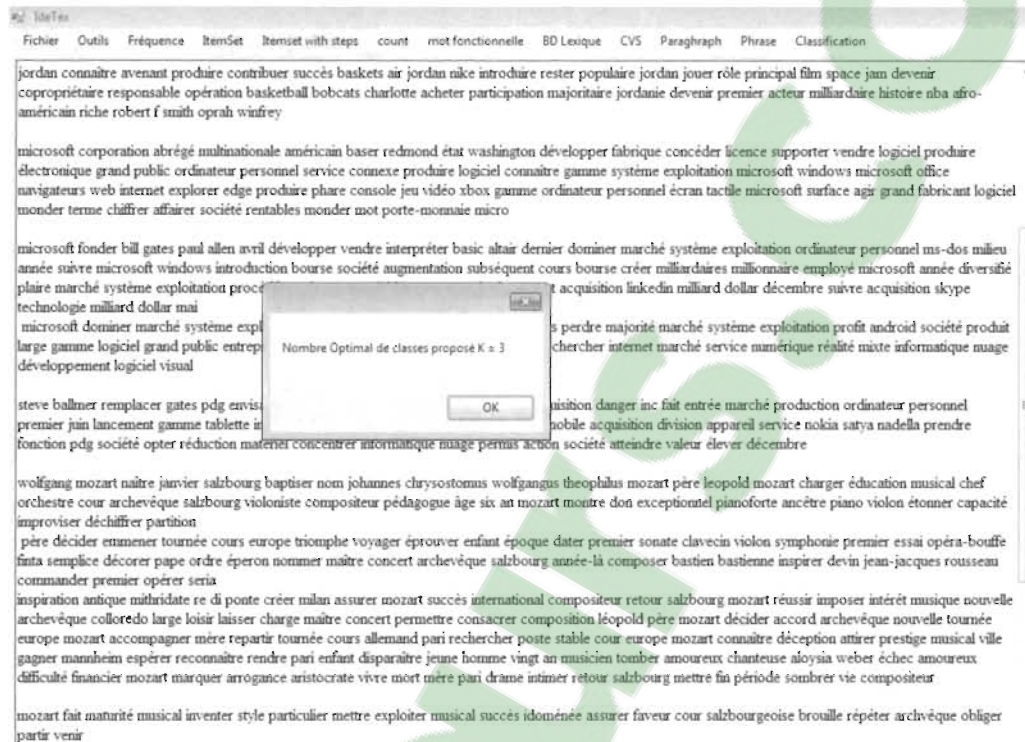 IdeTex
Fichier Outils Fréquence ItemSet Itemset with steps count mot fonctionnelle BD Lexique CVS Paraghraph Phrase Classification
jordan connaître avenant produire contribuer succès baskets air jordan nike introduire rester populaire jordan jouer rôle principal film space jam devenir
copropriétaire responsable opération basketball bobcats charlotte acheter participation majoritaire jordanie devenir premier acteur milliardaire histoire nba afro-
américain riche robert f smith oprah winfrey
microsoft corporation abrégé multinationale américain baser redmond état washington développer fabrique concéder licence supporter vendre logiciel produire
électronique grand public ordinateur personnel service connexe produire logiciel connaître gamme système exploitation microsoft windows microsoft office
navigateurs web internet explorer edge produire phare console jeu vidéo xbox gamme ordinateur personnel écran tactile microsoft surface agir grand fabricant logiciel
monder terme chiffrer affairer société rentables monder mot porte-monnaie micro
microsoft fonder bill gates paul allen avril développer vendre interpréter basic altair dernier dominer marché système exploitation ordinateur personnel ms-dos milieu
année suivre microsoft windows introduction bourse société augmentation subséquent cours bourse créer milliardaires millionnaire employé microsoft année diversifié
plaire marché système exploitation t acquisition linkedin milliard dollar décembre suivre acquisition skype
technologie milliard dollar mai
microsoft dominer marché système expl s perdre majorité marché système exploitation profit android société produit
large gamme logiciel grand public entrep chercher internet marché service numérique réalité mixte informatique nuage
développement logiciel visual
Nombre Optimal de classes proposé K = 3
OK
steve ballmer remplacer gates pdg envis uisition danger inc fait entrée marché production ordinateur personnel
premier juin lancement gamme tablette in nobile acquisition division appareil service nokia satya nadella prendre
fonction pdg société opter réduction matériel concentrer informatique nuage permis action société atteindre valeur élever décembre
wolfgang mozart naître janvier salzbourg baptiser nom johannes chrysostomus wolfgangus theophilus mozart père leopold mozart charger éducation musical chef
orchestre cour archevêque salzbourg violoniste compositeur pédagogue âge six an mozart montre don exceptionnel pianoforte ancêtre piano violon étonner capacité
improviser déchiffrer partition
père décider emmener tournée cours europe triomphe voyager éprouver enfant époque dater premier sonate clavecin violon symphonie premier essai opéra-bouffe
finta semplice décorer pape ordre éperon nommer maître concert archevêque salzbourg année-là composer bastien bastienne inspirer devin jean-jacques rousseau
commander premier opérer seria
inspiration antique mithridate re di ponte créer milan assurer mozart succès international compositeur retour salzbourg mozart réussir imposer intérêt musique nouvelle
archevêque colloredo large loisir laisser charge maître concert permettre consacrer composition léopold père mozart décider accord archevêque nouvelle tournée
europe mozart accompagner mère repartir tournée cours allemand pari rechercher poste stable cour europe mozart connaître déception attirer prestige musical ville
gagner mannheim espérer reconnaître rendre pari enfant disparaître jeune homme vingt an musicien tomber amoureux chanteuse aloysia weber échec amoureux
difficulté financier mozart marquer arrogance aristocrate vivre mort mère pari drame intimer retour salzbourg mettre fin période sombrer vie compositeur
mozart fait maturité musical inventer style particulier mettre exploiter musical succès idoménée assurer faveur cour salzbourgeoise brouille répéter archevêque obliger
partir venir